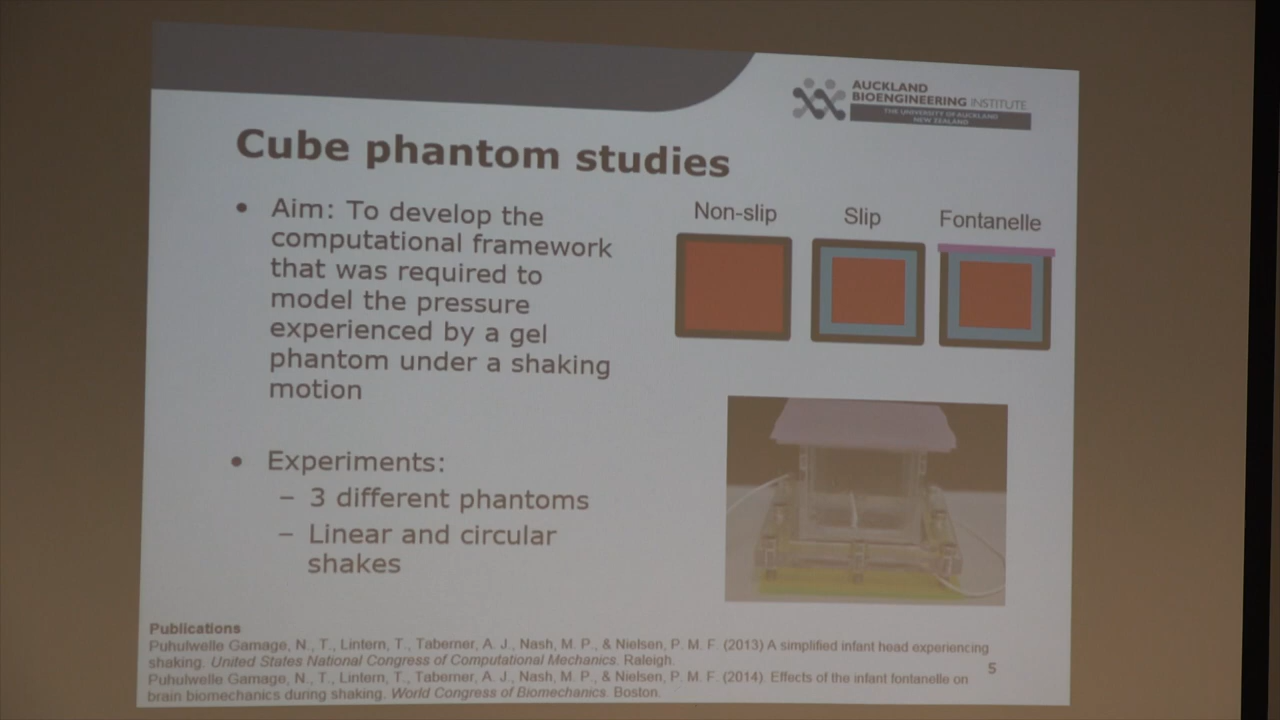 AUCKLAND
BIOENGINEERING INSTITUTE
THE UNIVERSITY OF AUCKLAND
NEW ZEALAND
Cube phantom studies
• Aim: To develop the
computational framework
that was required to
model the pressure
experienced by a gel
phantom under a shaking
motion
Non-slip
Slip
Fontanelle
• Experiments:
– 3 different phantoms
– Linear and circular
shakes
Publications
Puhulwelle Gamage, N., T., Lintern, T., Taberner, A. J., Nash, M. P., & Nielsen, P. M. F. (2013) A simplified infant head experiencing
shaking. United States National Congress of Computational Mechanics. Raleigh.
Puhulwelle Gamage, N., T., Lintern, T., Taberner, A. J., Nash, M. P., & Nielsen, P. M. F. (2014). Effects of the infant fontanelle on
brain biomechanics during shaking. World Congress of Biomechanics. Boston.
5